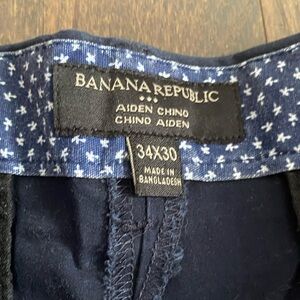 BANANA REPUBLIC
AIDEN CHINO
CHINO AIDEN
34X30
MADE IN
BANGLADESH